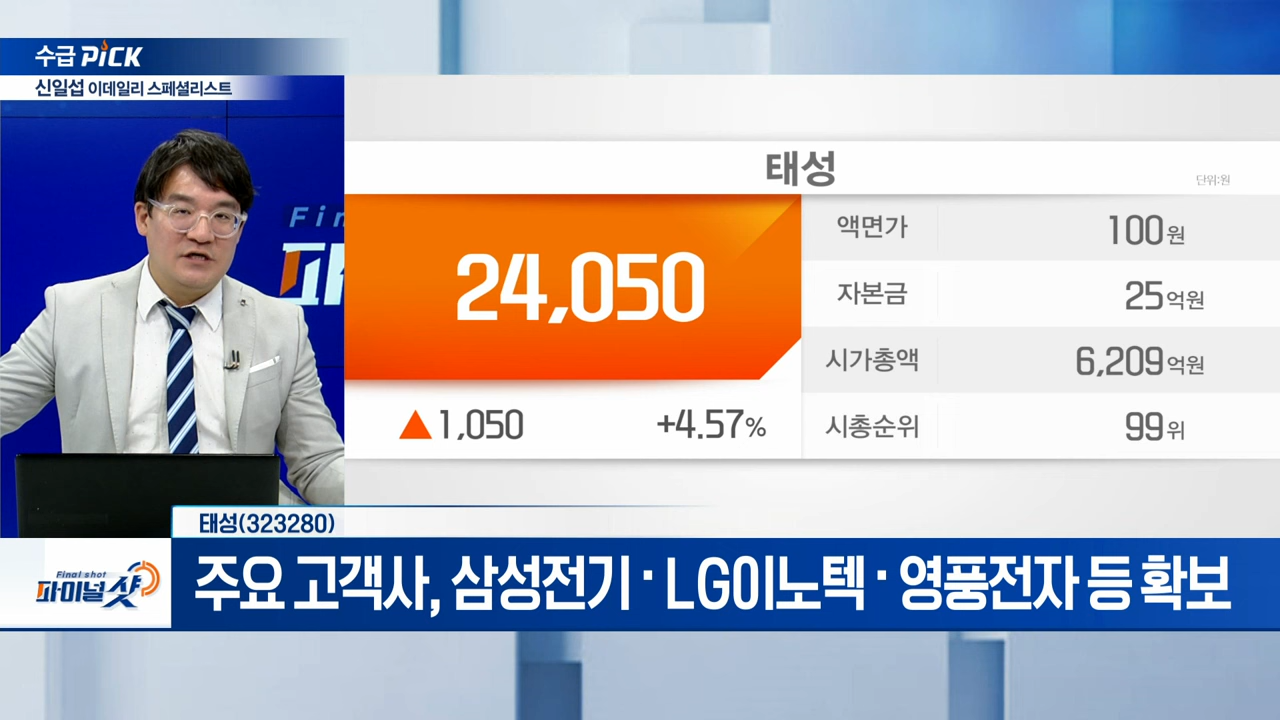 수급 PiCK
신일섭 이데일리 스페셜리스트
Fin
파
태성
단위:원
24,050
▲1,050 +4.57%
액면가 100원
자본금 25억원
시가총액 6,209억원
시총순위 99위
태성(323280)
Final shot
파이널샷
주요 고객사, 삼성전기·LG이노텍·영풍전자 등 확보